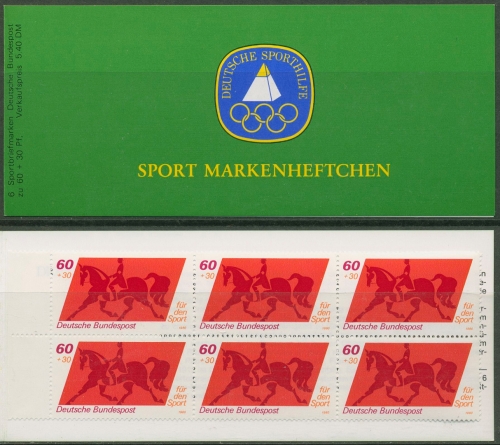 6 Sportbriefmarken Deutsche Bundespost
zu 60 + 30 Pf. Verkaufspreis 5,40 DM
DEUTSCHE SPORTHILFE
SPORT MARKENHEFTCHEN
60
+30
für
den
Sport
Deutsche Bundespost
60
+30
für
den
Sport
Deutsche Bundespost
60
+30
für
den
Sport
Deutsche Bundespost
60
+30
für
den
Sport
Deutsche Bundespost
60
+30
für
den
Sport
Deutsche Bundespost
60
+30
für
den
Sport
Deutsche Bundespost